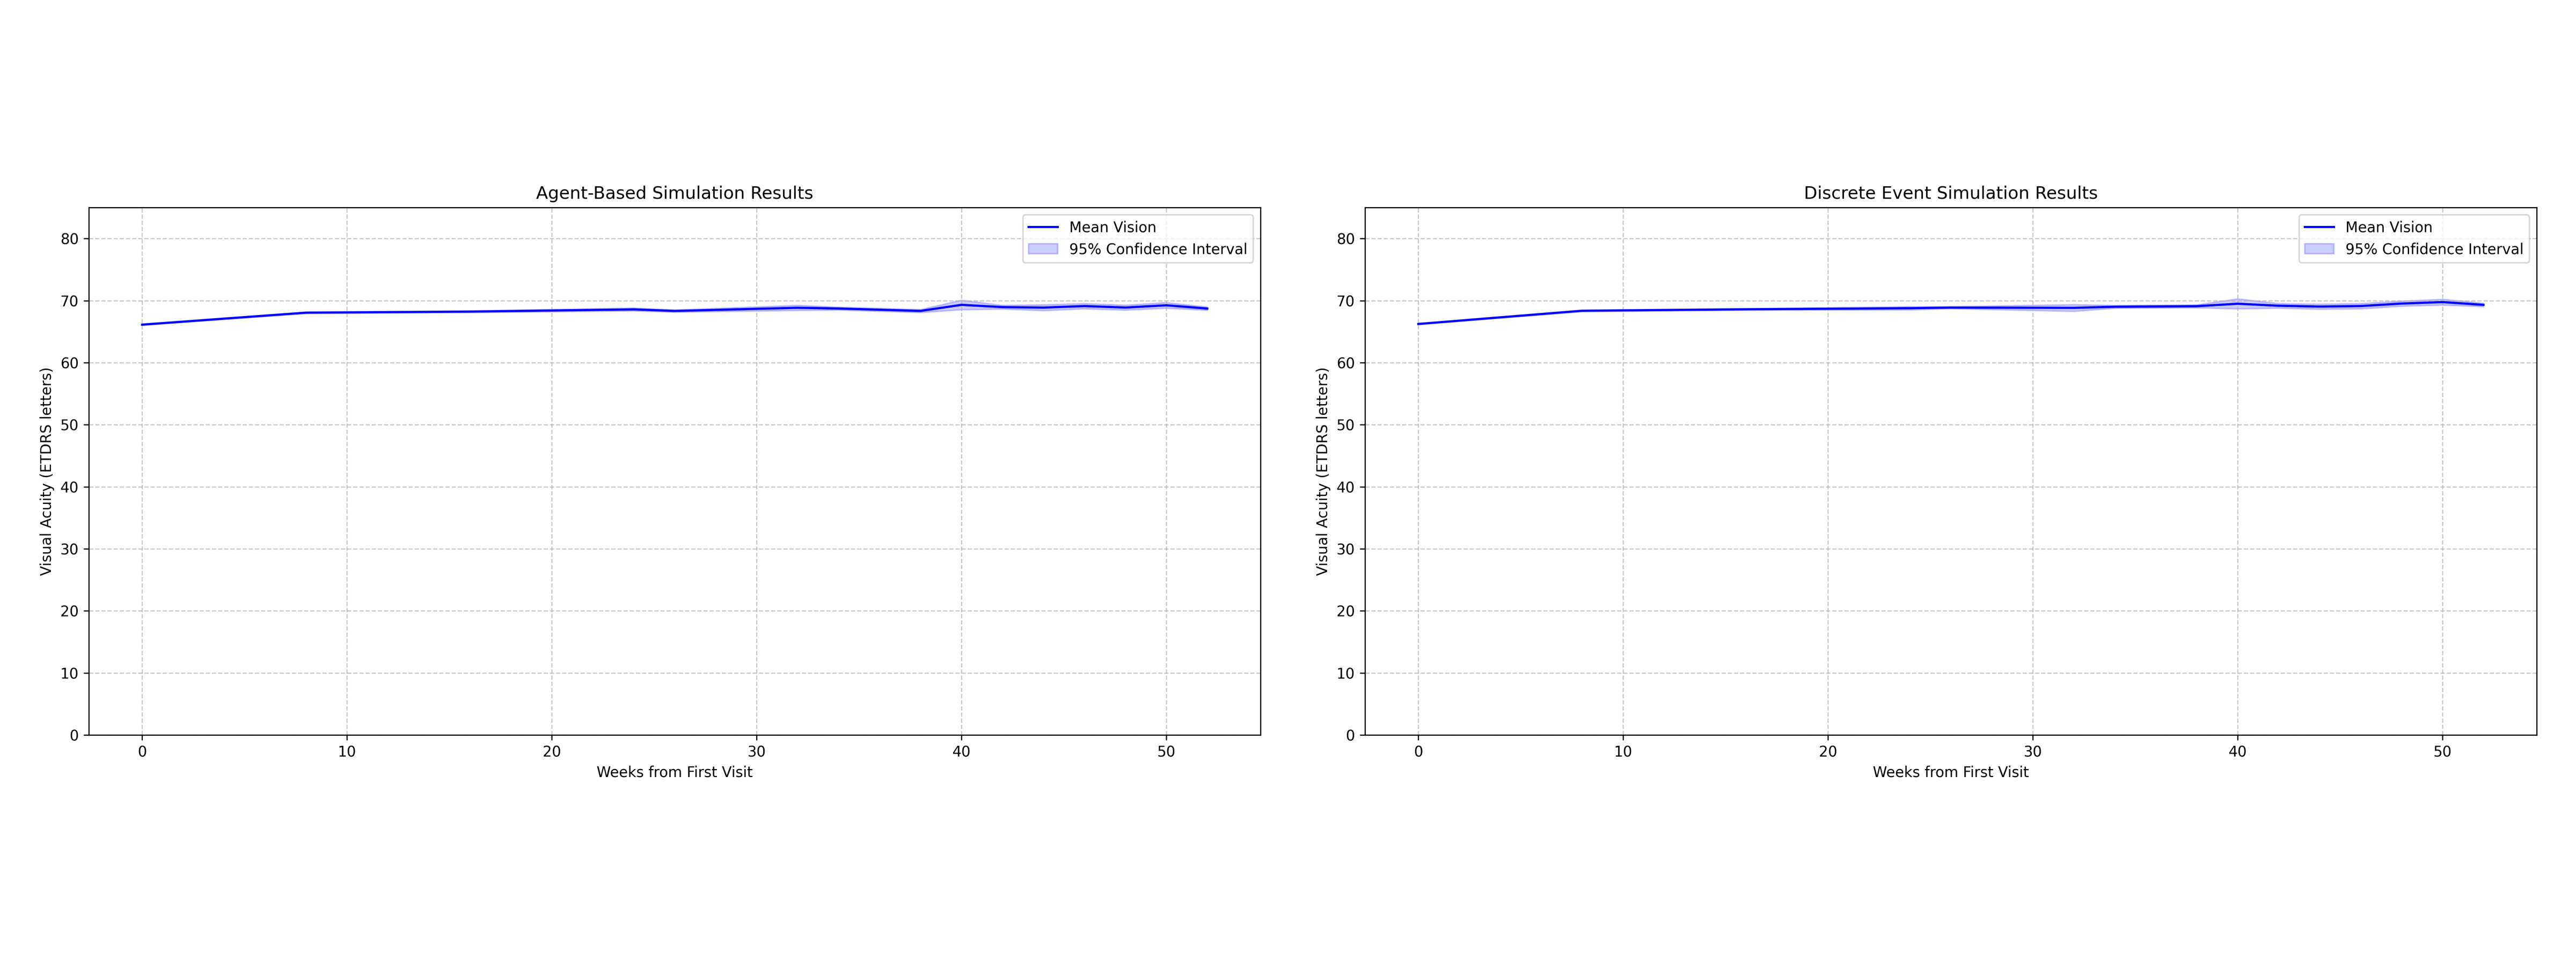 Agent-Based Simulation Results
Mean Vision
95% Confidence Interval
Visual Acuity (ETDRS letters)
80
70
60
50
40
30
20
10
0
0 10 20 30 40 50
Weeks from First Visit
Discrete Event Simulation Results
Mean Vision
95% Confidence Interval
Visual Acuity (ETDRS letters)
80
70
60
50
40
30
20
10
0
0 10 20 30 40 50
Weeks from First Visit